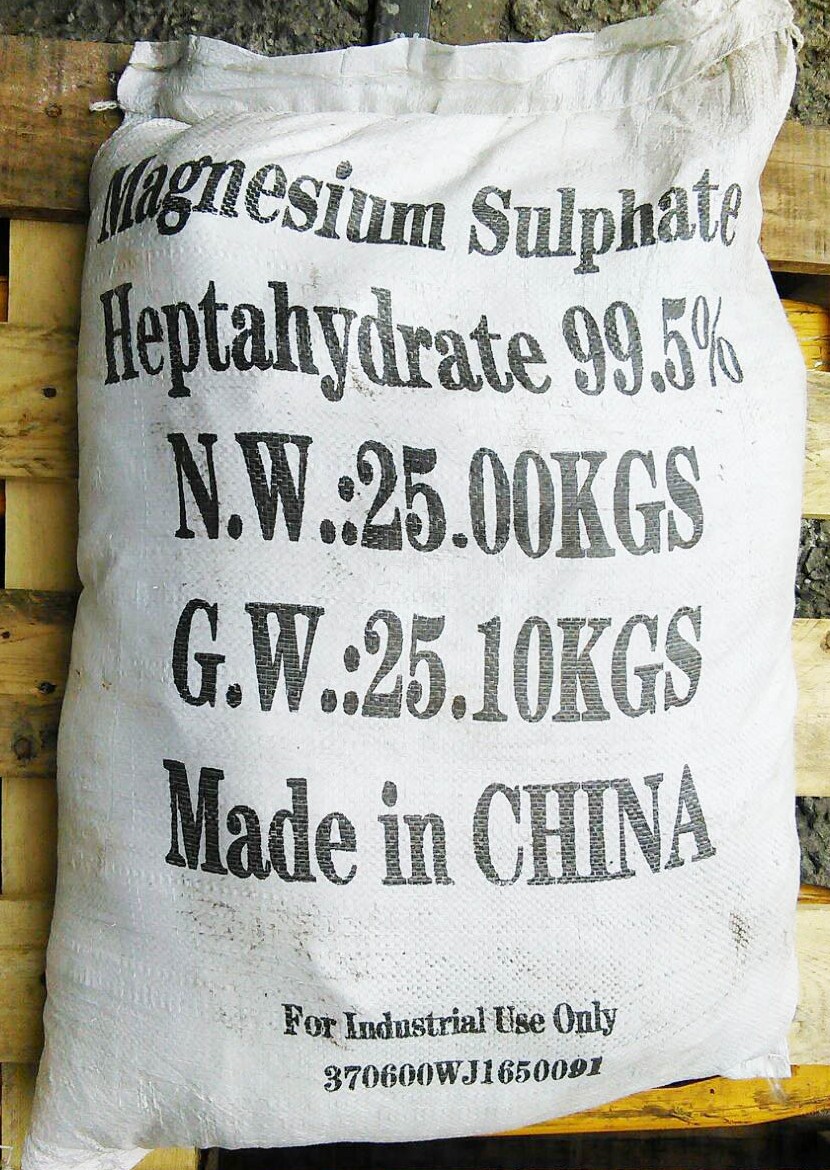 Magnesium Sulphate
Heptahydrate 99.5%
N.W.:25.00KGS
G.W.:25.10KGS
Made in CHINA
For Industrial Use Only
370600WJ1650091